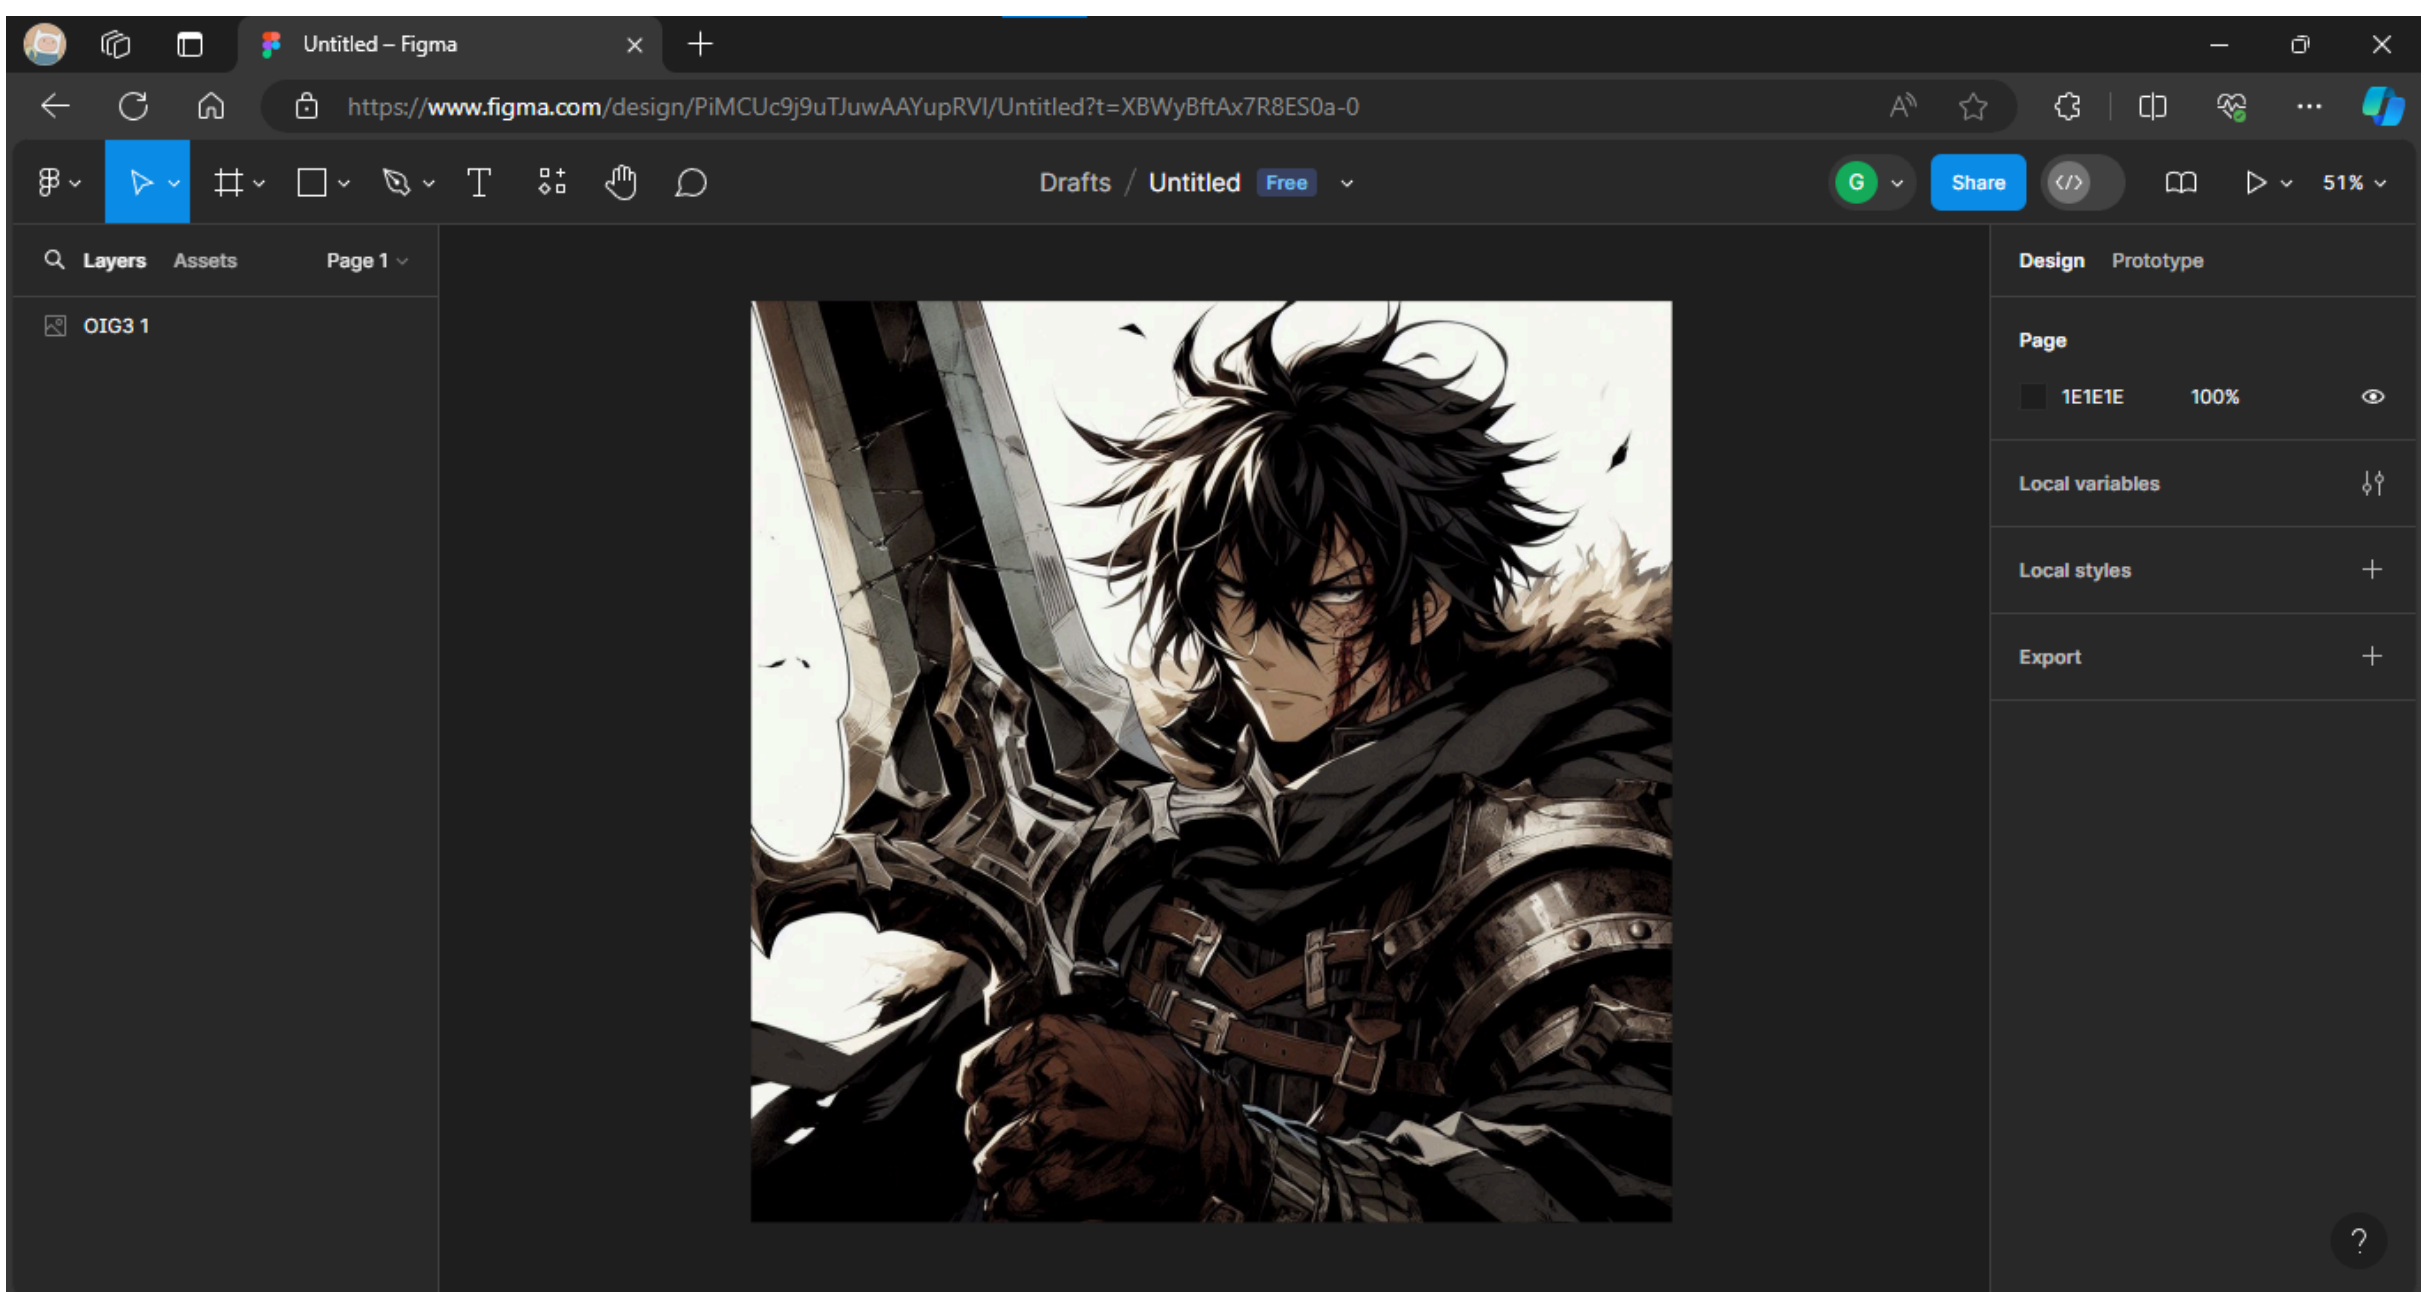 Untitled – Figma
https://www.figma.com/design/PiMCUc9j9uTJuwAAYupRVI/Untitled?t=XBWyBftAx7R8ES0a-0
Drafts / Untitled Free
G
Share
51%
Layers Assets Page 1
OIG3 1
Design Prototype
Page
1E1E1E 100%
Local variables
Local styles
Export
?